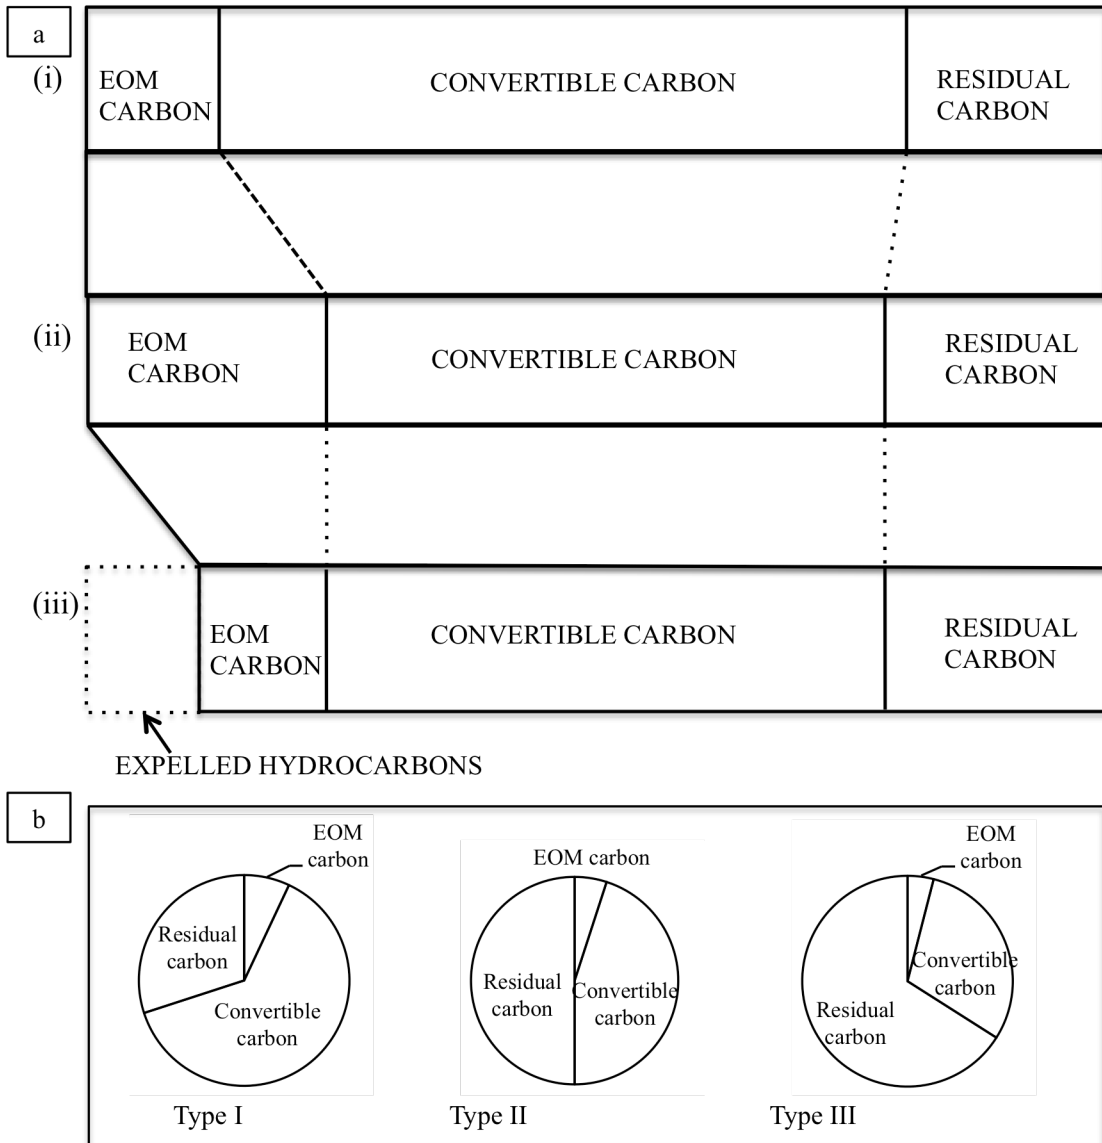 a
(i)
EOM
CARBON
CONVERTIBLE CARBON
RESIDUAL
CARBON
(ii)
EOM
CARBON
CONVERTIBLE CARBON
RESIDUAL
CARBON
(iii)
EOM
CARBON
CONVERTIBLE CARBON
RESIDUAL
CARBON
EXPELLED HYDROCARBONS
b
EOM
carbon
Residual
carbon
Convertible
carbon
Type I
EOM carbon
Residual
carbon
Convertible
carbon
Type II
EOM
carbon
Convertible
carbon
Residual
carbon
Type III